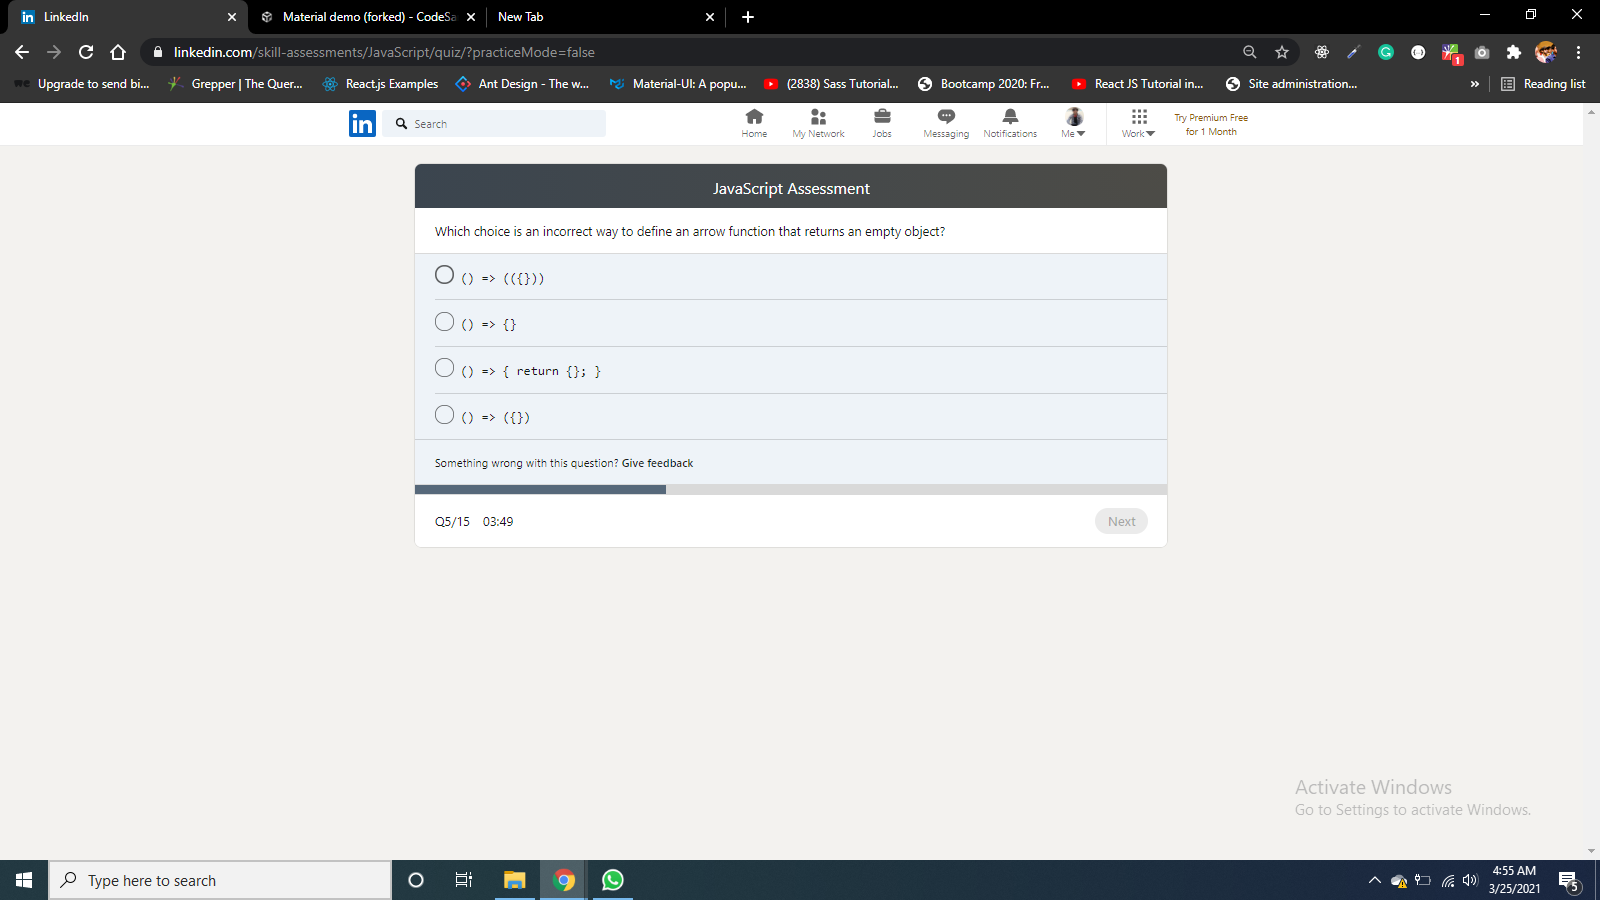 LinkedIn
Material demo (forked) - CodeSa
New Tab
linkedin.com/skill-assessments/JavaScript/quiz/?practiceMode=false
1
Upgrade to send bi...
Grepper | The Quer...
React.js Examples
Ant Design - The w...
Material-UI: A popu...
(2838) Sass Tutorial...
Bootcamp 2020: Fr...
React JS Tutorial in...
Site administration...
»
Reading list
in
Search
Home
My Network
Jobs
Messaging
Notifications
Me
Work
Try Premium Free
for 1 Month
JavaScript Assessment
Which choice is an incorrect way to define an arrow function that returns an empty object?
() => (({}))
() => {}
() => { return {}; }
() => ({})
Something wrong with this question? Give feedback
Q5/15 03:49
Next
Activate Windows
Go to Settings to activate Windows.
Type here to search
4:55 AM
3/25/2021
5